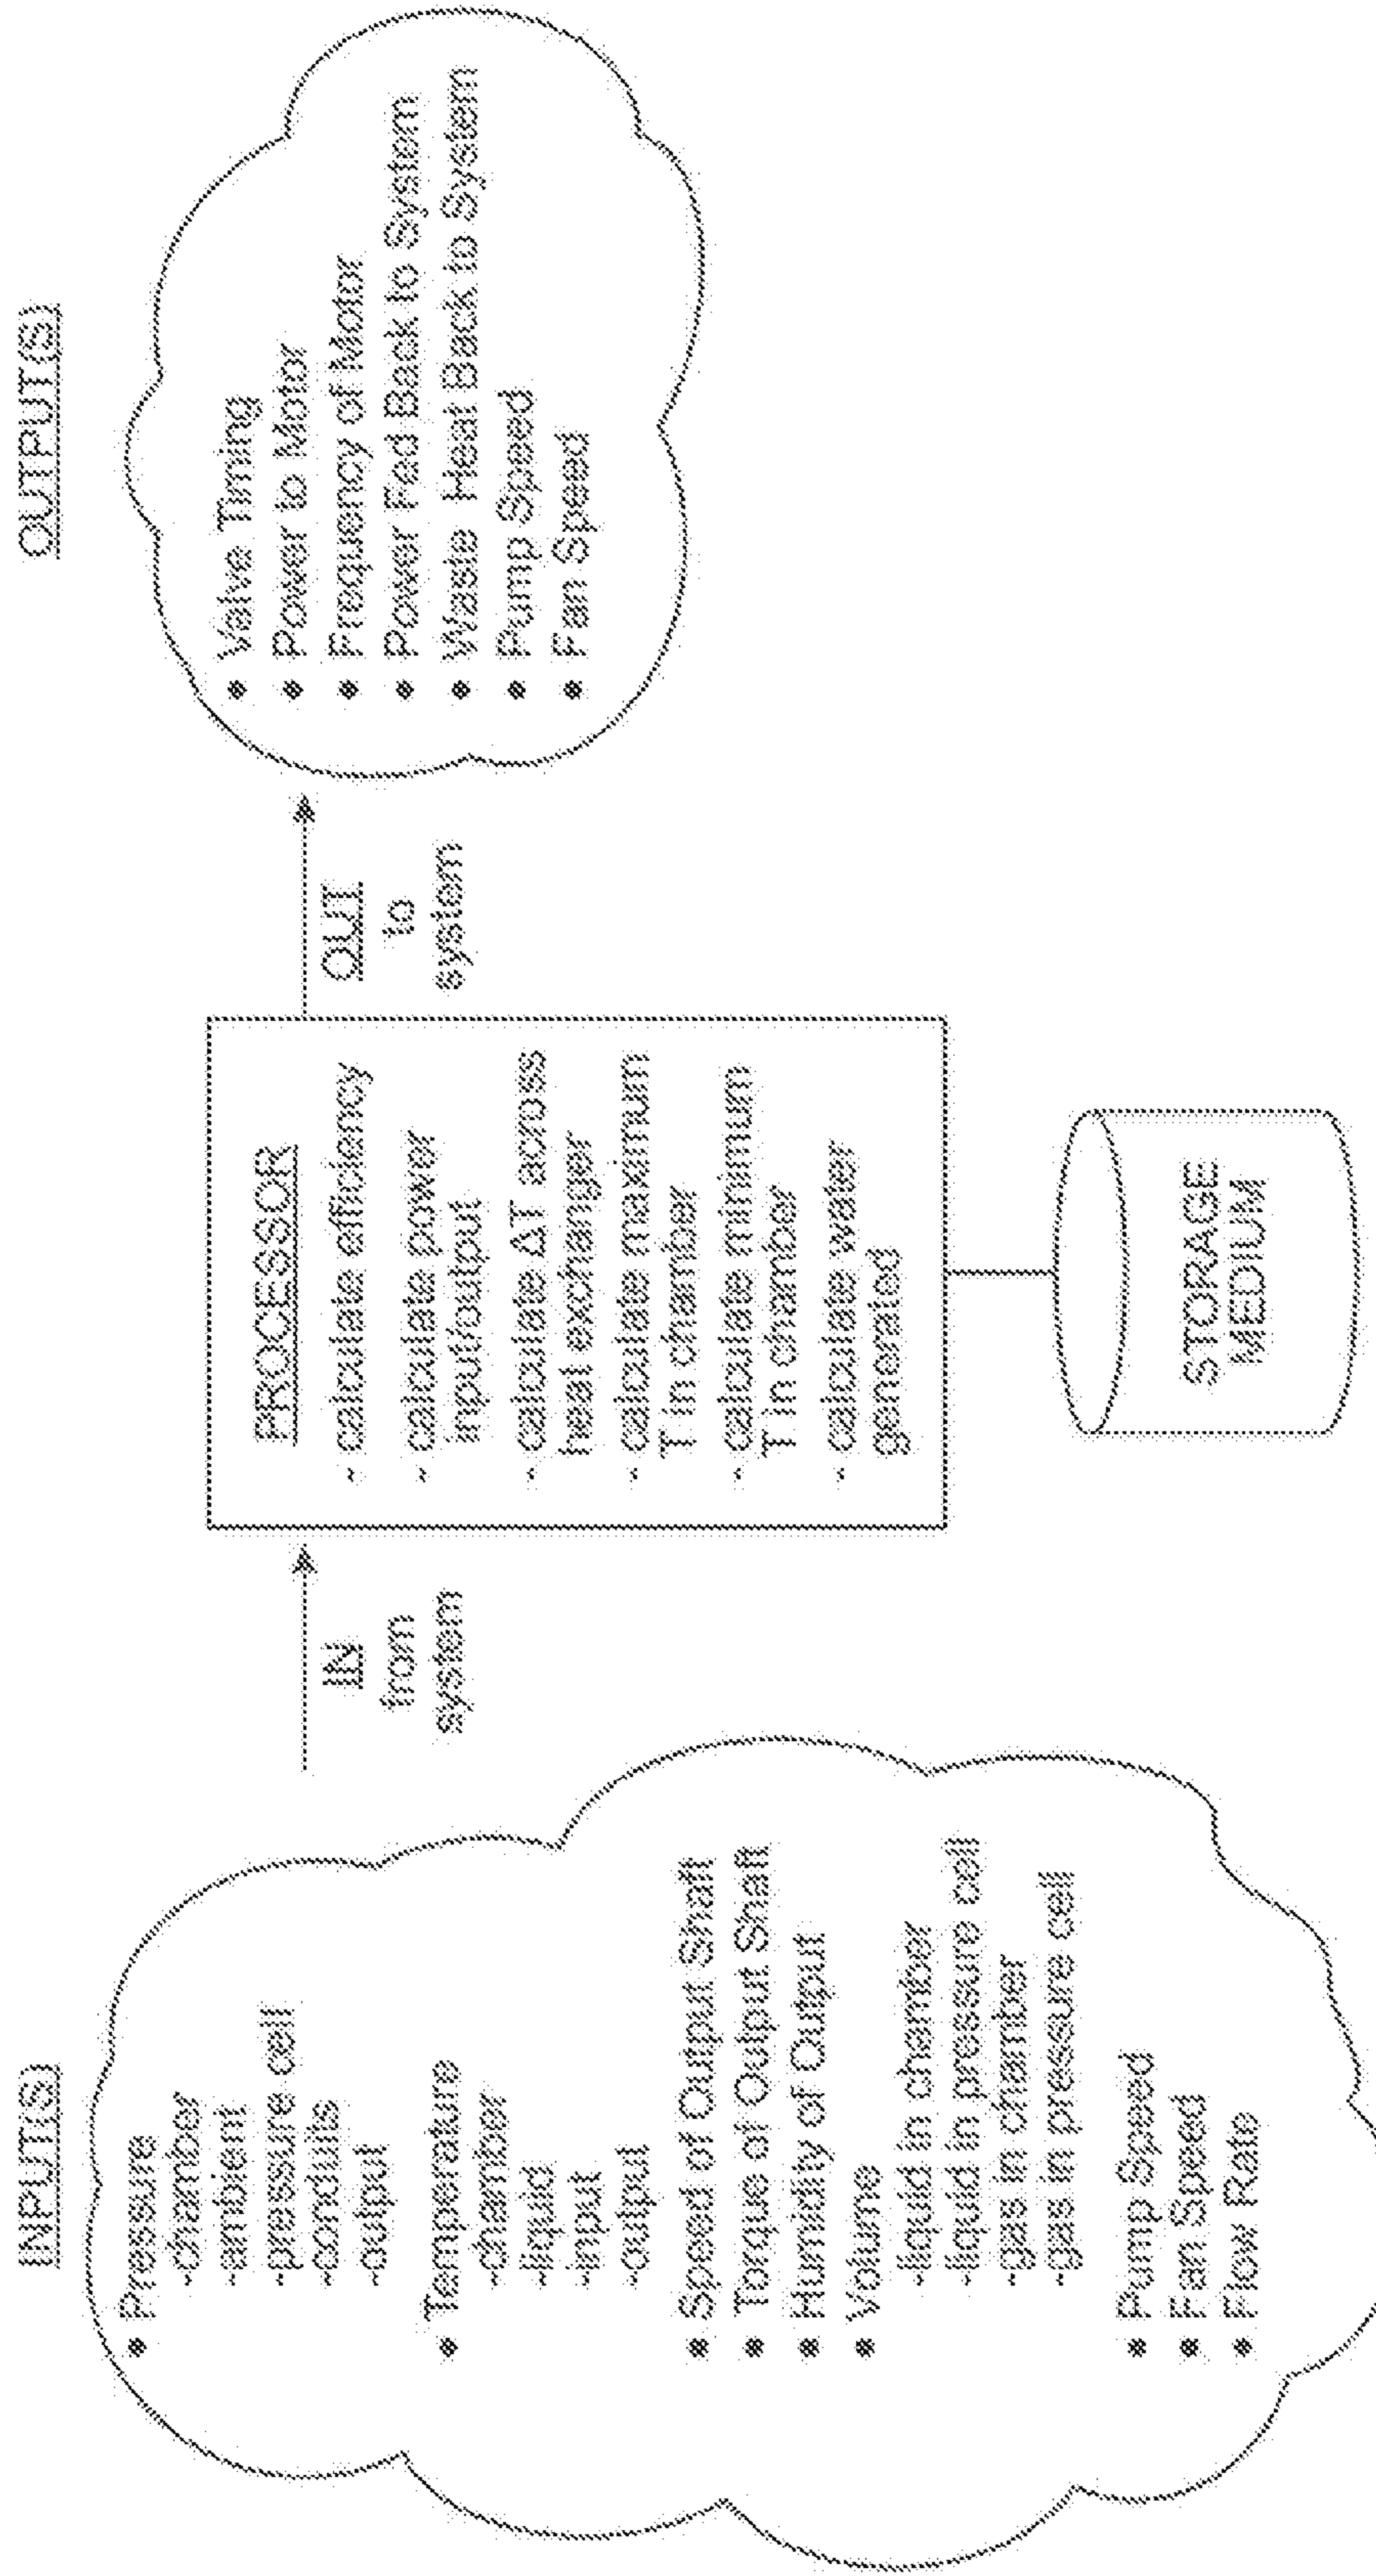 INPUT(S)
• Pressure
-chamber
-ambient
-pressure cell
-conduits
-output
• Temperature
-chamber
-liquid
-input
-output
• Speed of Output Shaft
• Torque of Output Shaft
• Humidity of Output
• Volume
-liquid in chamber
-liquid in pressure cell
-gas in chamber
-gas in pressure cell
• Pump Speed
• Fan Speed
• Flow Rate
IN
from
system
PROCESSOR
- calculate efficiency
- calculate power
input/output
- calculate ΔT across
heat exchanger
- calculate maximum
T in chamber
- calculate minimum
T in chamber
- calculate water
generated
STORAGE
MEDIUM
OUT
to
system
OUTPUT(S)
• Valve Timing
• Power to Motor
• Frequency of Motor
• Power Fed Back to System
• Waste Heat Back to System
• Pump Speed
• Fan Speed